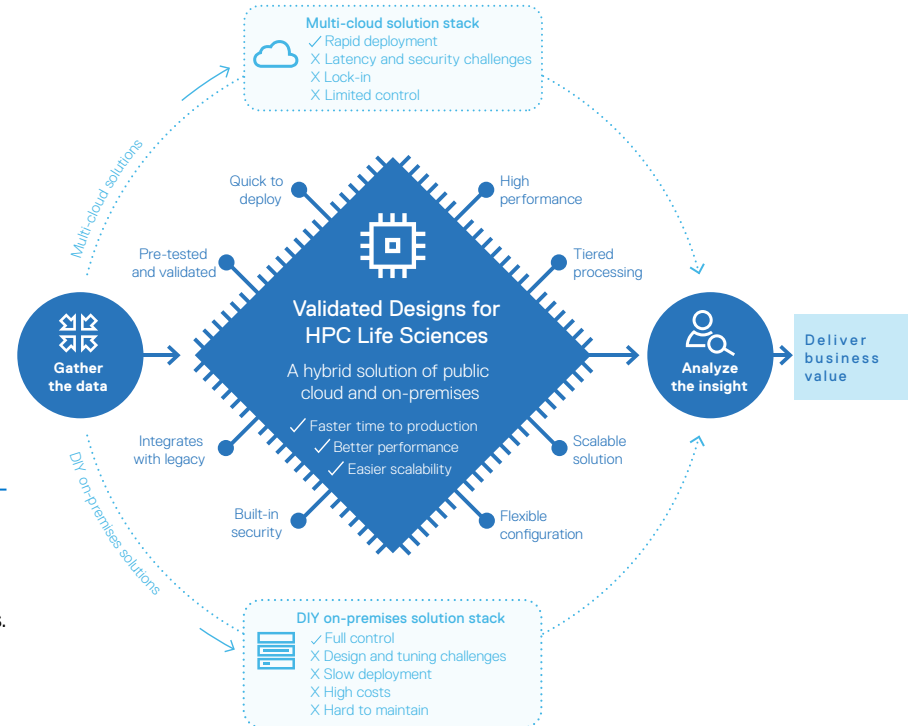 Multi-cloud solution stack
✓ Rapid deployment
X Latency and security challenges
X Lock-in
X Limited control
Multi-cloud solutions
Quick to
deploy
High
performance
Pre-tested
and validated
Tiered
processing
Validated Designs for
HPC Life Sciences
A hybrid solution of public
cloud and on-premises
✓ Faster time to production
✓ Better performance
✓ Easier scalability
Gather
the data
Analyze
the insight
Deliver
business
value
Integrates
with legacy
Scalable
solution
Built-in
security
Flexible
configuration
DIY on-premises solutions
DIY on-premises solution stack
✓ Full control
X Design and tuning challenges
X Slow deployment
X High costs
X Hard to maintain